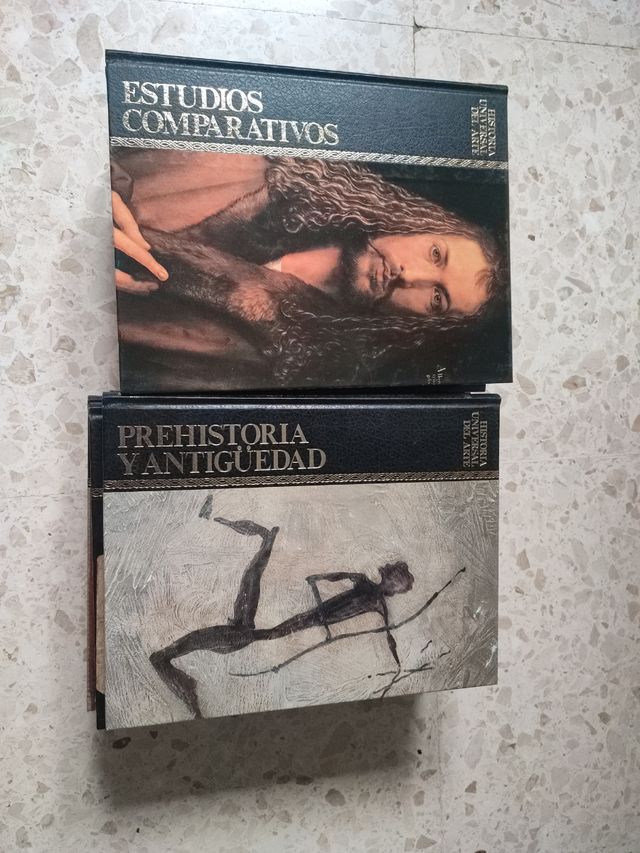 ESTUDIOS
COMPARATIVOS
HISTORIA
UNIVERSAL
DEL ARTE
PREHISTORIA
Y ANTIGÜEDAD
HISTORIA
UNIVERSAL
DEL ARTE